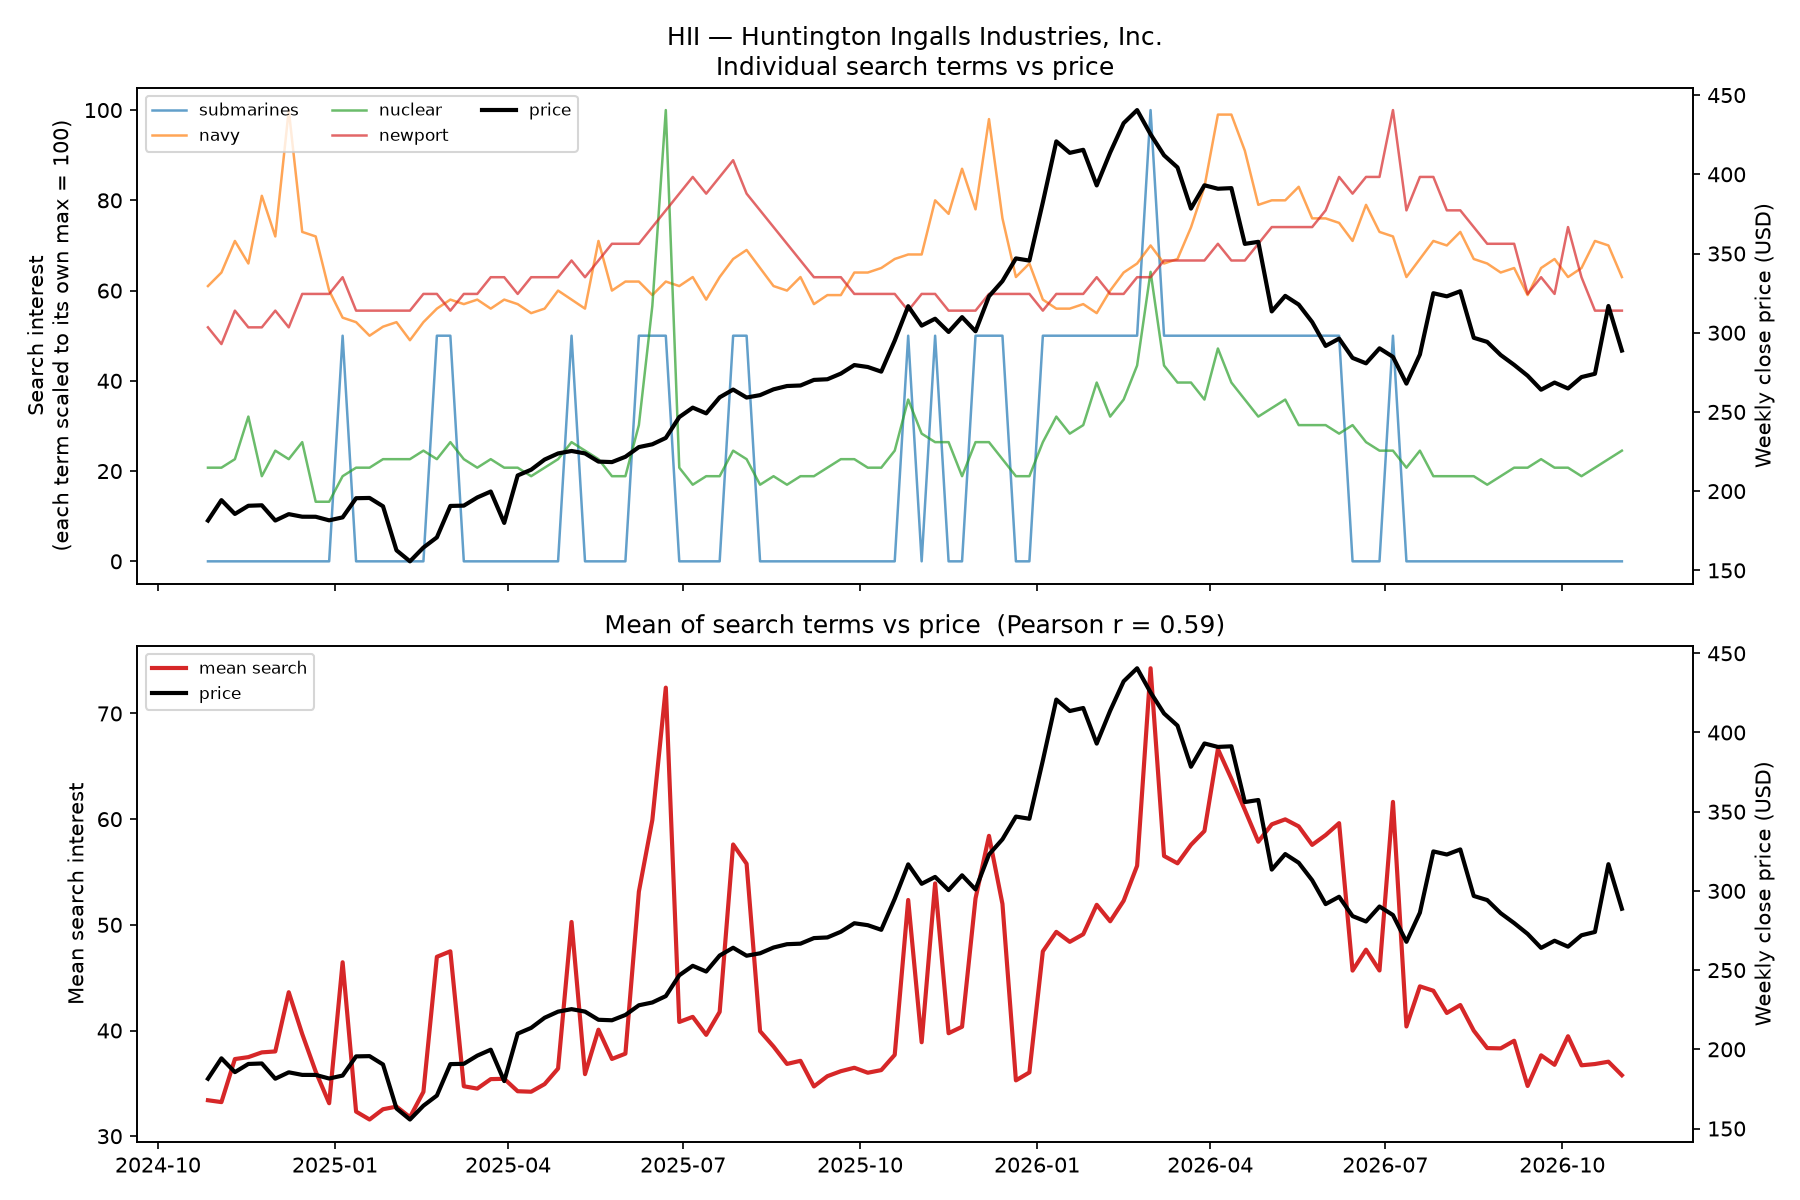 HII — Huntington Ingalls Industries, Inc.
Individual search terms vs price
submarines
navy
nuclear
newport
price
Search interest
(each term scaled to its own max = 100)
100
80
60
40
20
0
450
400
350
300
250
200
150
Weekly close price (USD)
Mean of search terms vs price (Pearson r = 0.59)
mean search
price
Mean search interest
70
60
50
40
30
450
400
350
300
250
200
150
Weekly close price (USD)
2024-10
2025-01
2025-04
2025-07
2025-10
2026-01
2026-04
2026-07
2026-10